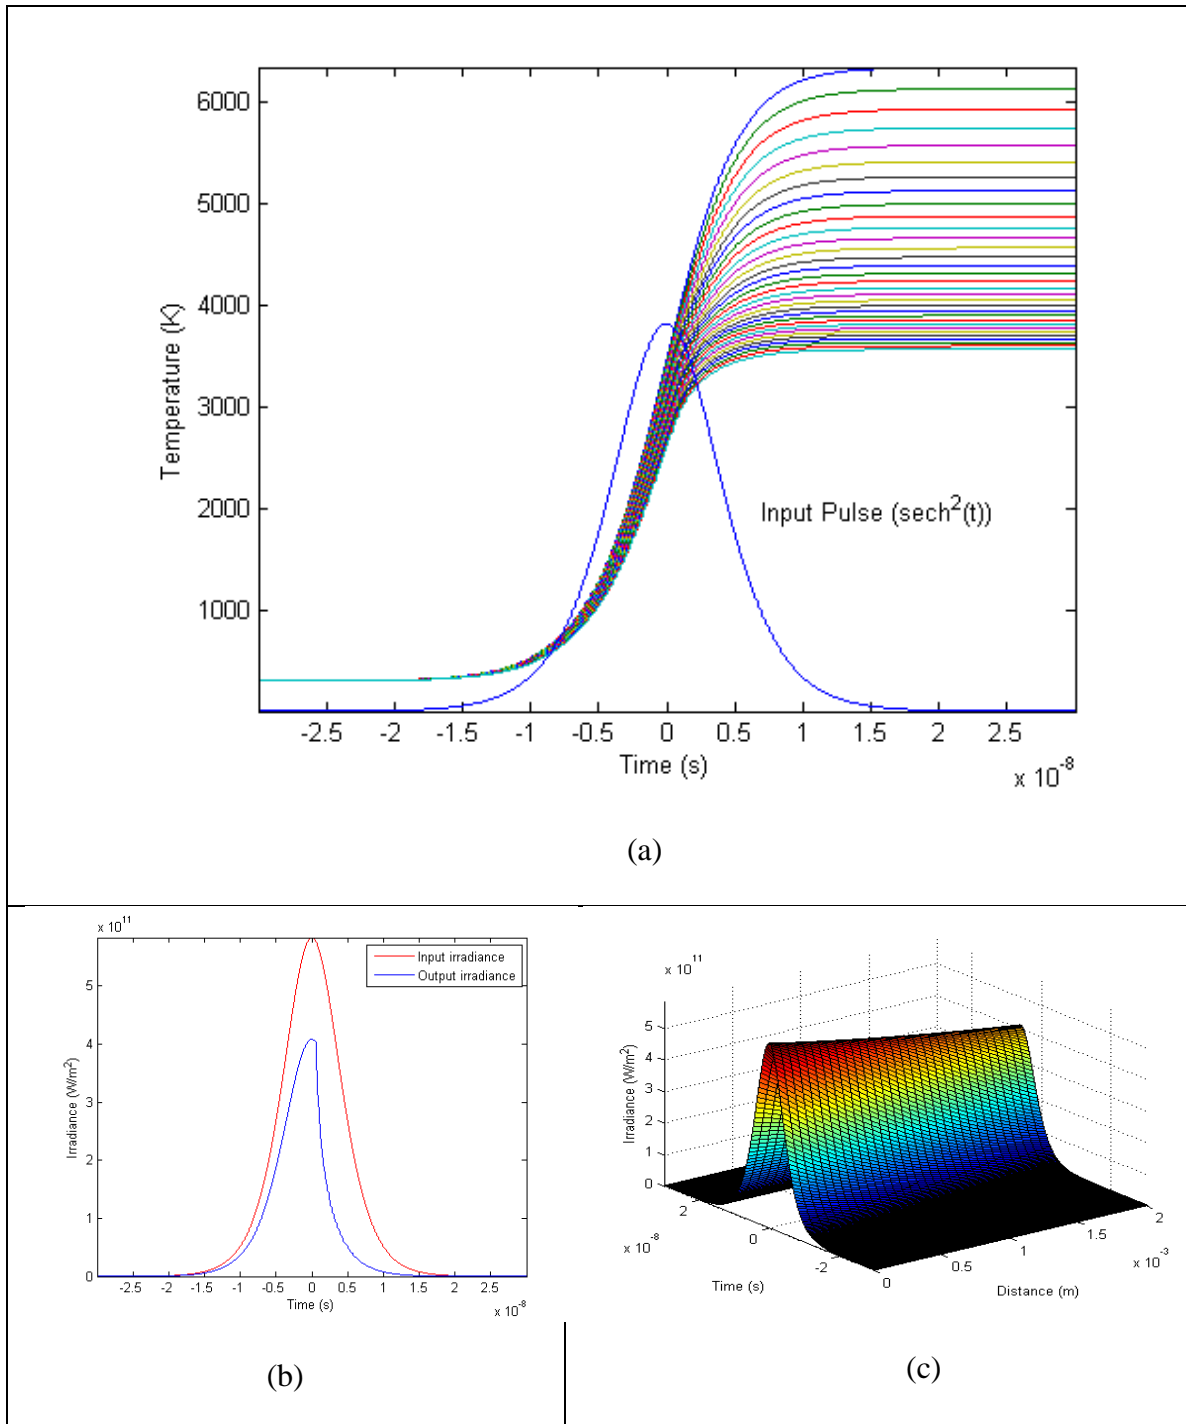 6000
5000
4000
3000
2000
1000
Temperature (K)
Input Pulse (sech²(t))
-2.5 -2 -1.5 -1 -0.5 0 0.5 1 1.5 2 2.5
Time (s)
x 10⁻⁸
(a)
x 10¹¹
Input irradiance
Output irradiance
5
4
3
2
1
0
Irradiance (W/m²)
-2.5 -2 -1.5 -1 -0.5 0 0.5 1 1.5 2 2.5
Time (s)
x 10⁻⁸
(b)
x 10¹¹
5
4
3
2
1
0
Irradiance (W/m²)
2
0
-2
x 10⁻⁸
Time (s)
0
0.5
1
1.5
2
x 10⁻³
Distance (m)
(c)